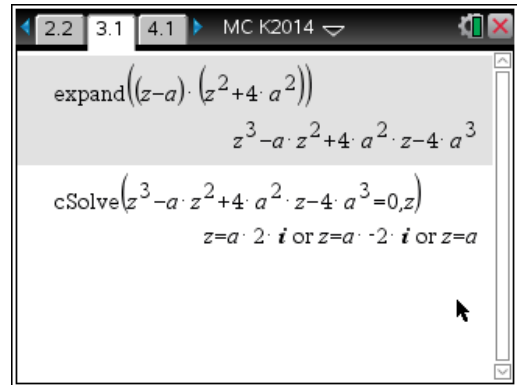 2.2 3.1 4.1 MC K2014
expand((z−a)·(z²+4·a²))
z³−a·z²+4·a²·z−4·a³
cSolve(z³−a·z²+4·a²·z−4·a³=0,z)
z=a·2·i or z=a·-2·i or z=a